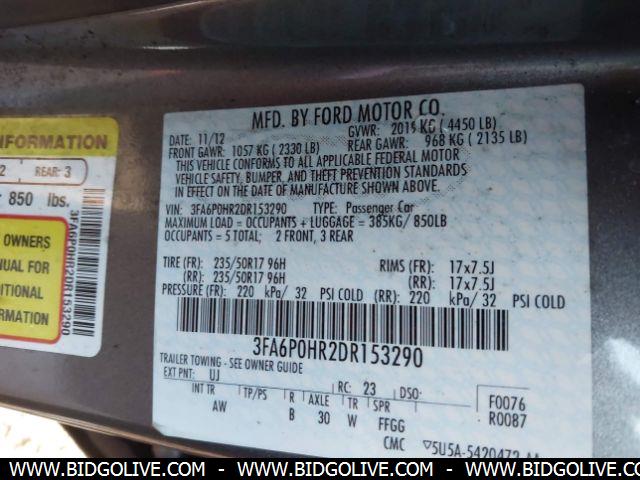 MFD. BY FORD MOTOR CO.
DATE: 11/12 GVWR: 2019 KG ( 4450 LB)
FRONT GAWR: 1057 KG ( 2330 LB) REAR GAWR: 968 KG ( 2135 LB)
THIS VEHICLE CONFORMS TO ALL APPLICABLE FEDERAL MOTOR
VEHICLE SAFETY, BUMPER, AND THEFT PREVENTION STANDARDS
IN EFFECT ON THE DATE OF MANUFACTURE SHOWN ABOVE.
VIN: 3FA6P0HR2DR153290 TYPE: Passenger Car
MAXIMUM LOAD = OCCUPANTS + LUGGAGE = 385KG/ 850LB
OCCUPANTS = 5 TOTAL; 2 FRONT, 3 REAR
TIRE (FR): 235/50R17 96H RIMS (FR): 17x7.5J
(RR): 235/50R17 96H (RR): 17x7.5J
PRESSURE (FR): 220 kPa/ 32 PSI COLD (RR): 220 kPa/ 32 PSI COLD
3FA6P0HR2DR153290
TRAILER TOWING - SEE OWNER GUIDE
EXT PNT: UJ RC: 23 DSO: F0076
R0087
INT TR TP/PS R AXLE TR SPR
AW B 30 W FFGG
CMC
INFORMATION
2 REAR: 3
850 lbs.
OWNERS
MANUAL FOR
ADDITIONAL
INFORMATION
3FA6P0HR2DR153290
WWW.BIDGOLIVE.COM - WWW.BIDGOLIVE.COM - WWW.BIDGOLIVE.COM